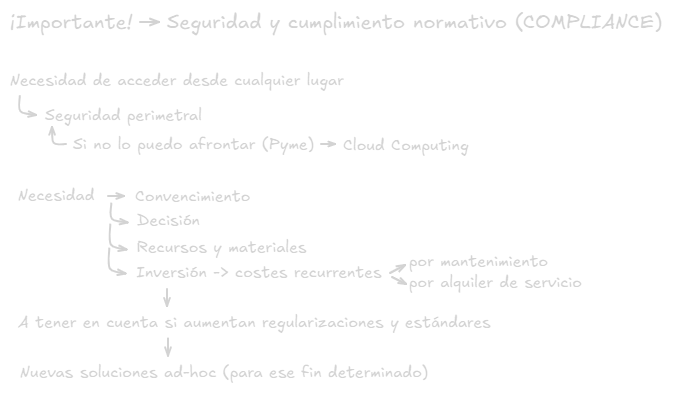 ¡Importante! → Seguridad y cumplimiento normativo (COMPLIANCE)
Necesidad de acceder desde cualquier lugar
Seguridad perimetral
Si no lo puedo afrontar (Pyme) → Cloud Computing
Necesidad → Convencimiento
Decisión
Recursos y materiales
Inversión -> costes recurrentes
por mantenimiento
por alquiler de servicio
A tener en cuenta si aumentan regularizaciones y estándares
Nuevas soluciones ad-hoc (para ese fin determinado)